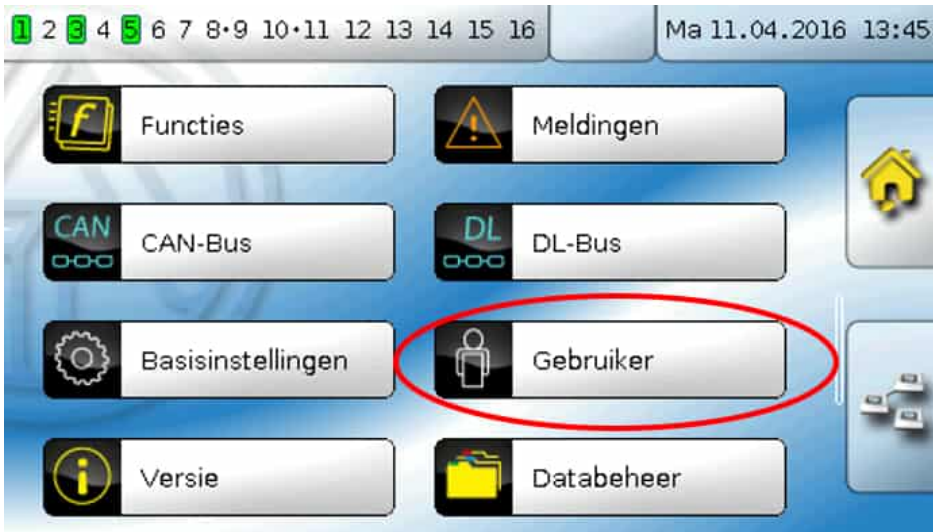 1 2 3 4 5 6 7 8•9 10•11 12 13 14 15 16 Ma 11.04.2016 13:45
f Functies
Meldingen
CAN CAN-Bus
DL DL-Bus
Basisinstellingen
Gebruiker
i Versie
Databeheer